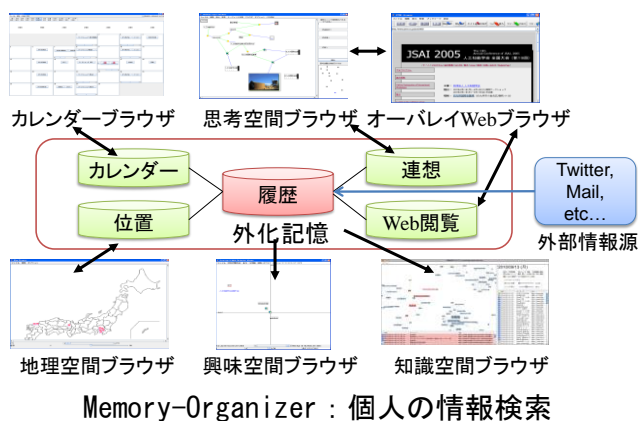 JSAI 2005
カレンダーブラウザ
思考空間ブラウザ
オーバレイWebブラウザ
カレンダー
連想
履歴
位置
Web閲覧
外化記憶
Twitter,
Mail,
etc…
外部情報源
地理空間ブラウザ
興味空間ブラウザ
知識空間ブラウザ
Memory-Organizer：個人の情報検索